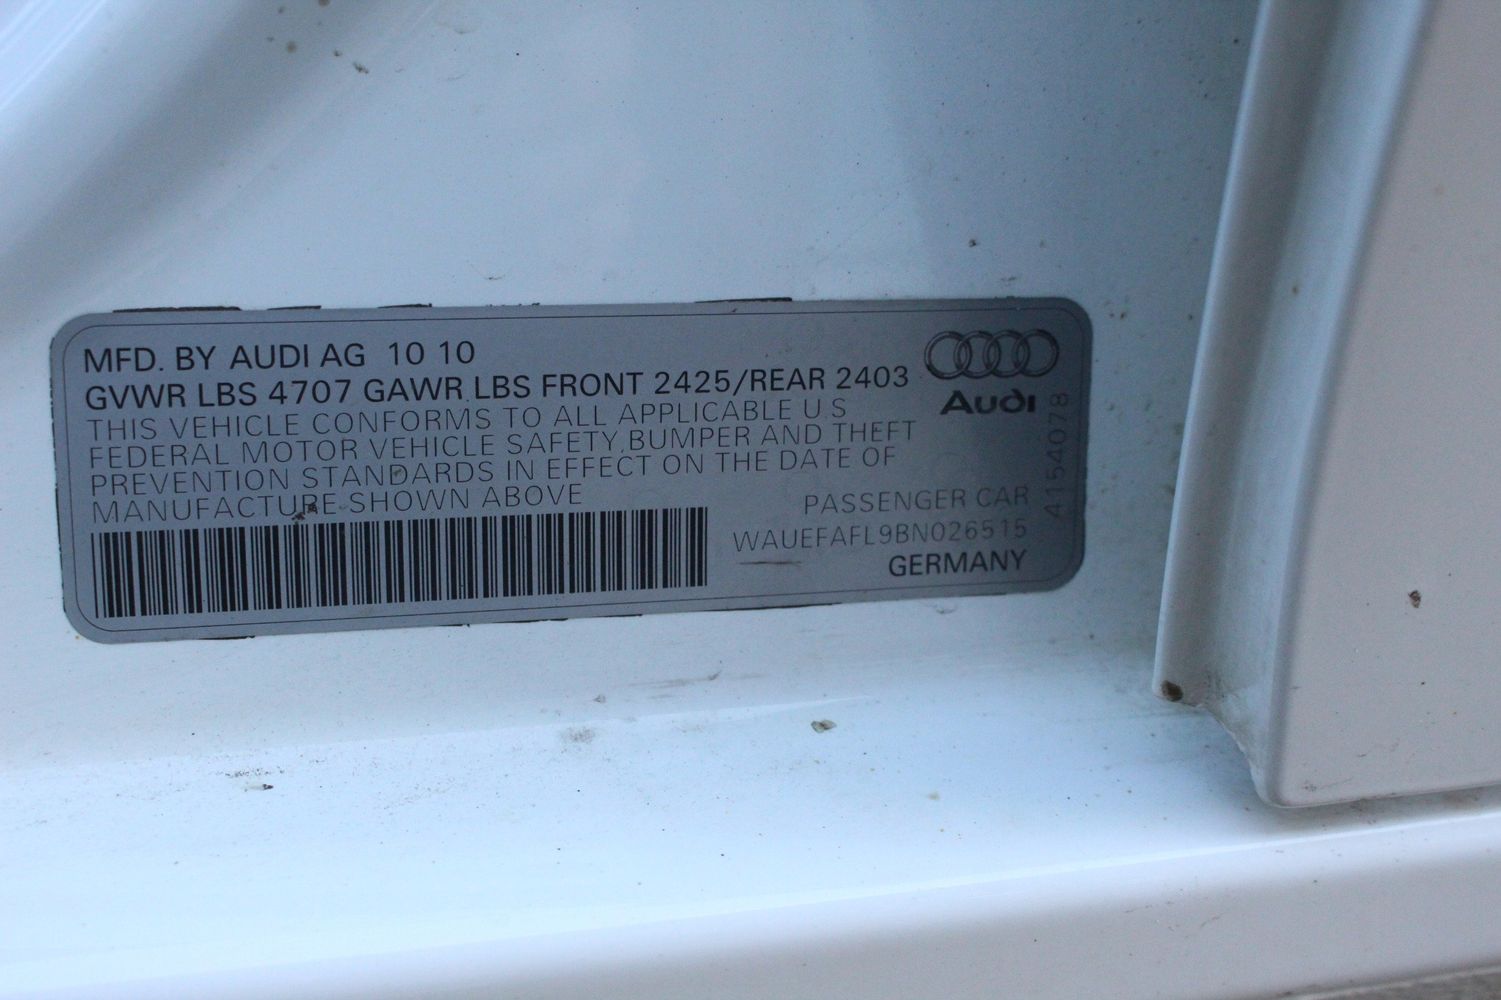 MFD. BY AUDI AG 10 10
GVWR LBS 4707 GAWR LBS FRONT 2425/REAR 2403
THIS VEHICLE CONFORMS TO ALL APPLICABLE U S
FEDERAL MOTOR VEHICLE SAFETY, BUMPER AND THEFT
PREVENTION STANDARDS IN EFFECT ON THE DATE OF
MANUFACTURE SHOWN ABOVE
Audi
4154078
PASSENGER CAR
WAUEFAFL9BN026515
GERMANY